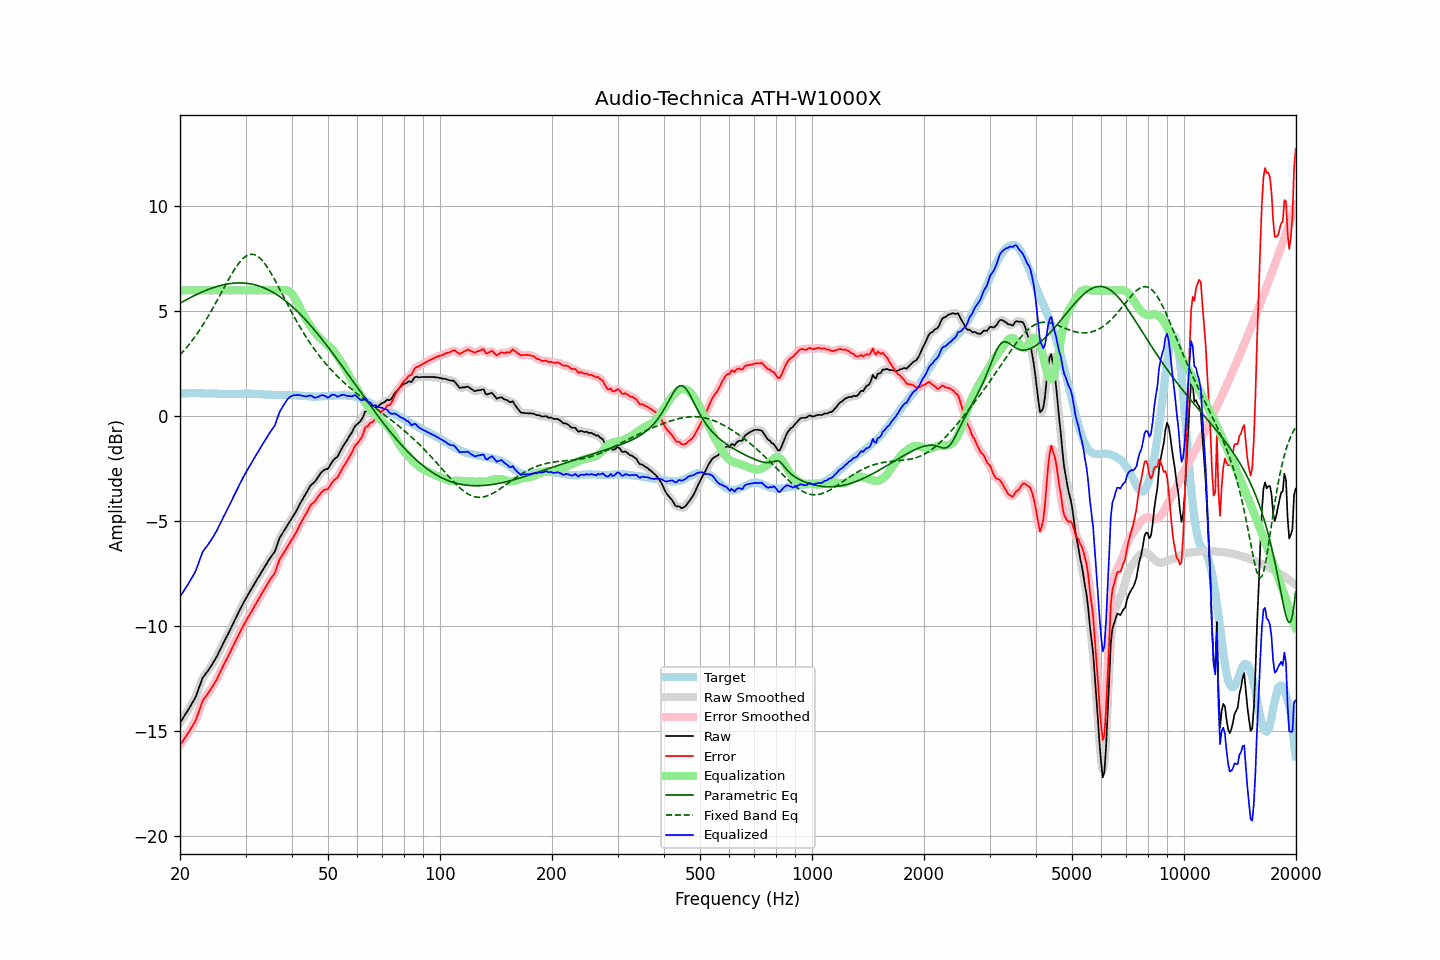 Audio-Technica ATH-W1000X
Amplitude (dBr)
10
5
0
−5
−10
−15
−20
Target
Raw Smoothed
Error Smoothed
Raw
Error
Equalization
Parametric Eq
Fixed Band Eq
Equalized
20
50
100
200
500
1000
2000
5000
10000
20000
Frequency (Hz)